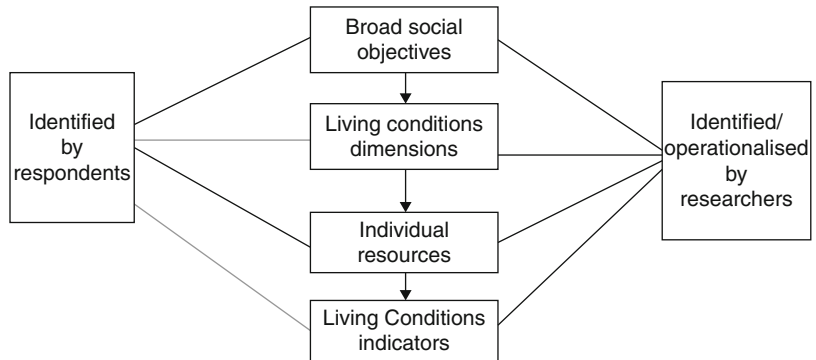 Broad social
objectives
Identified
by
respondents
Living conditions
dimensions
Identified/
operationalised
by
researchers
Individual
resources
Living Conditions
indicators